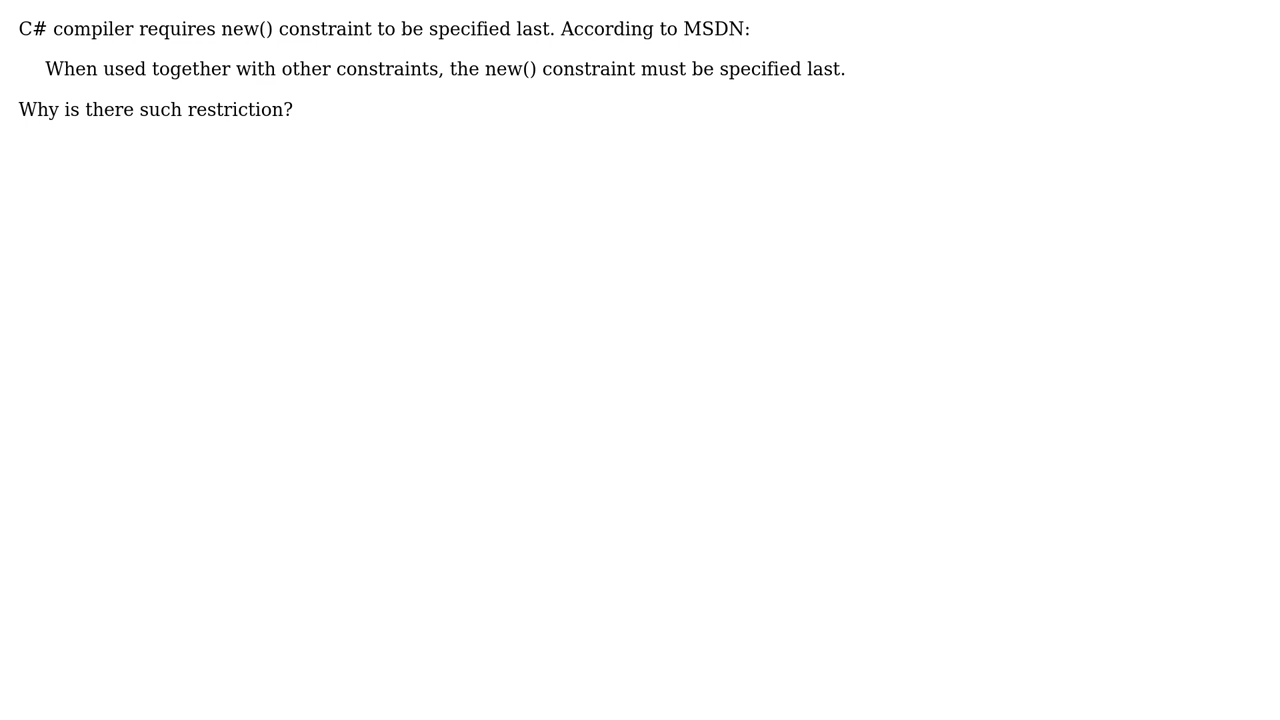 C# compiler requires new() constraint to be specified last. According to MSDN:
When used together with other constraints, the new() constraint must be specified last.
Why is there such restriction?